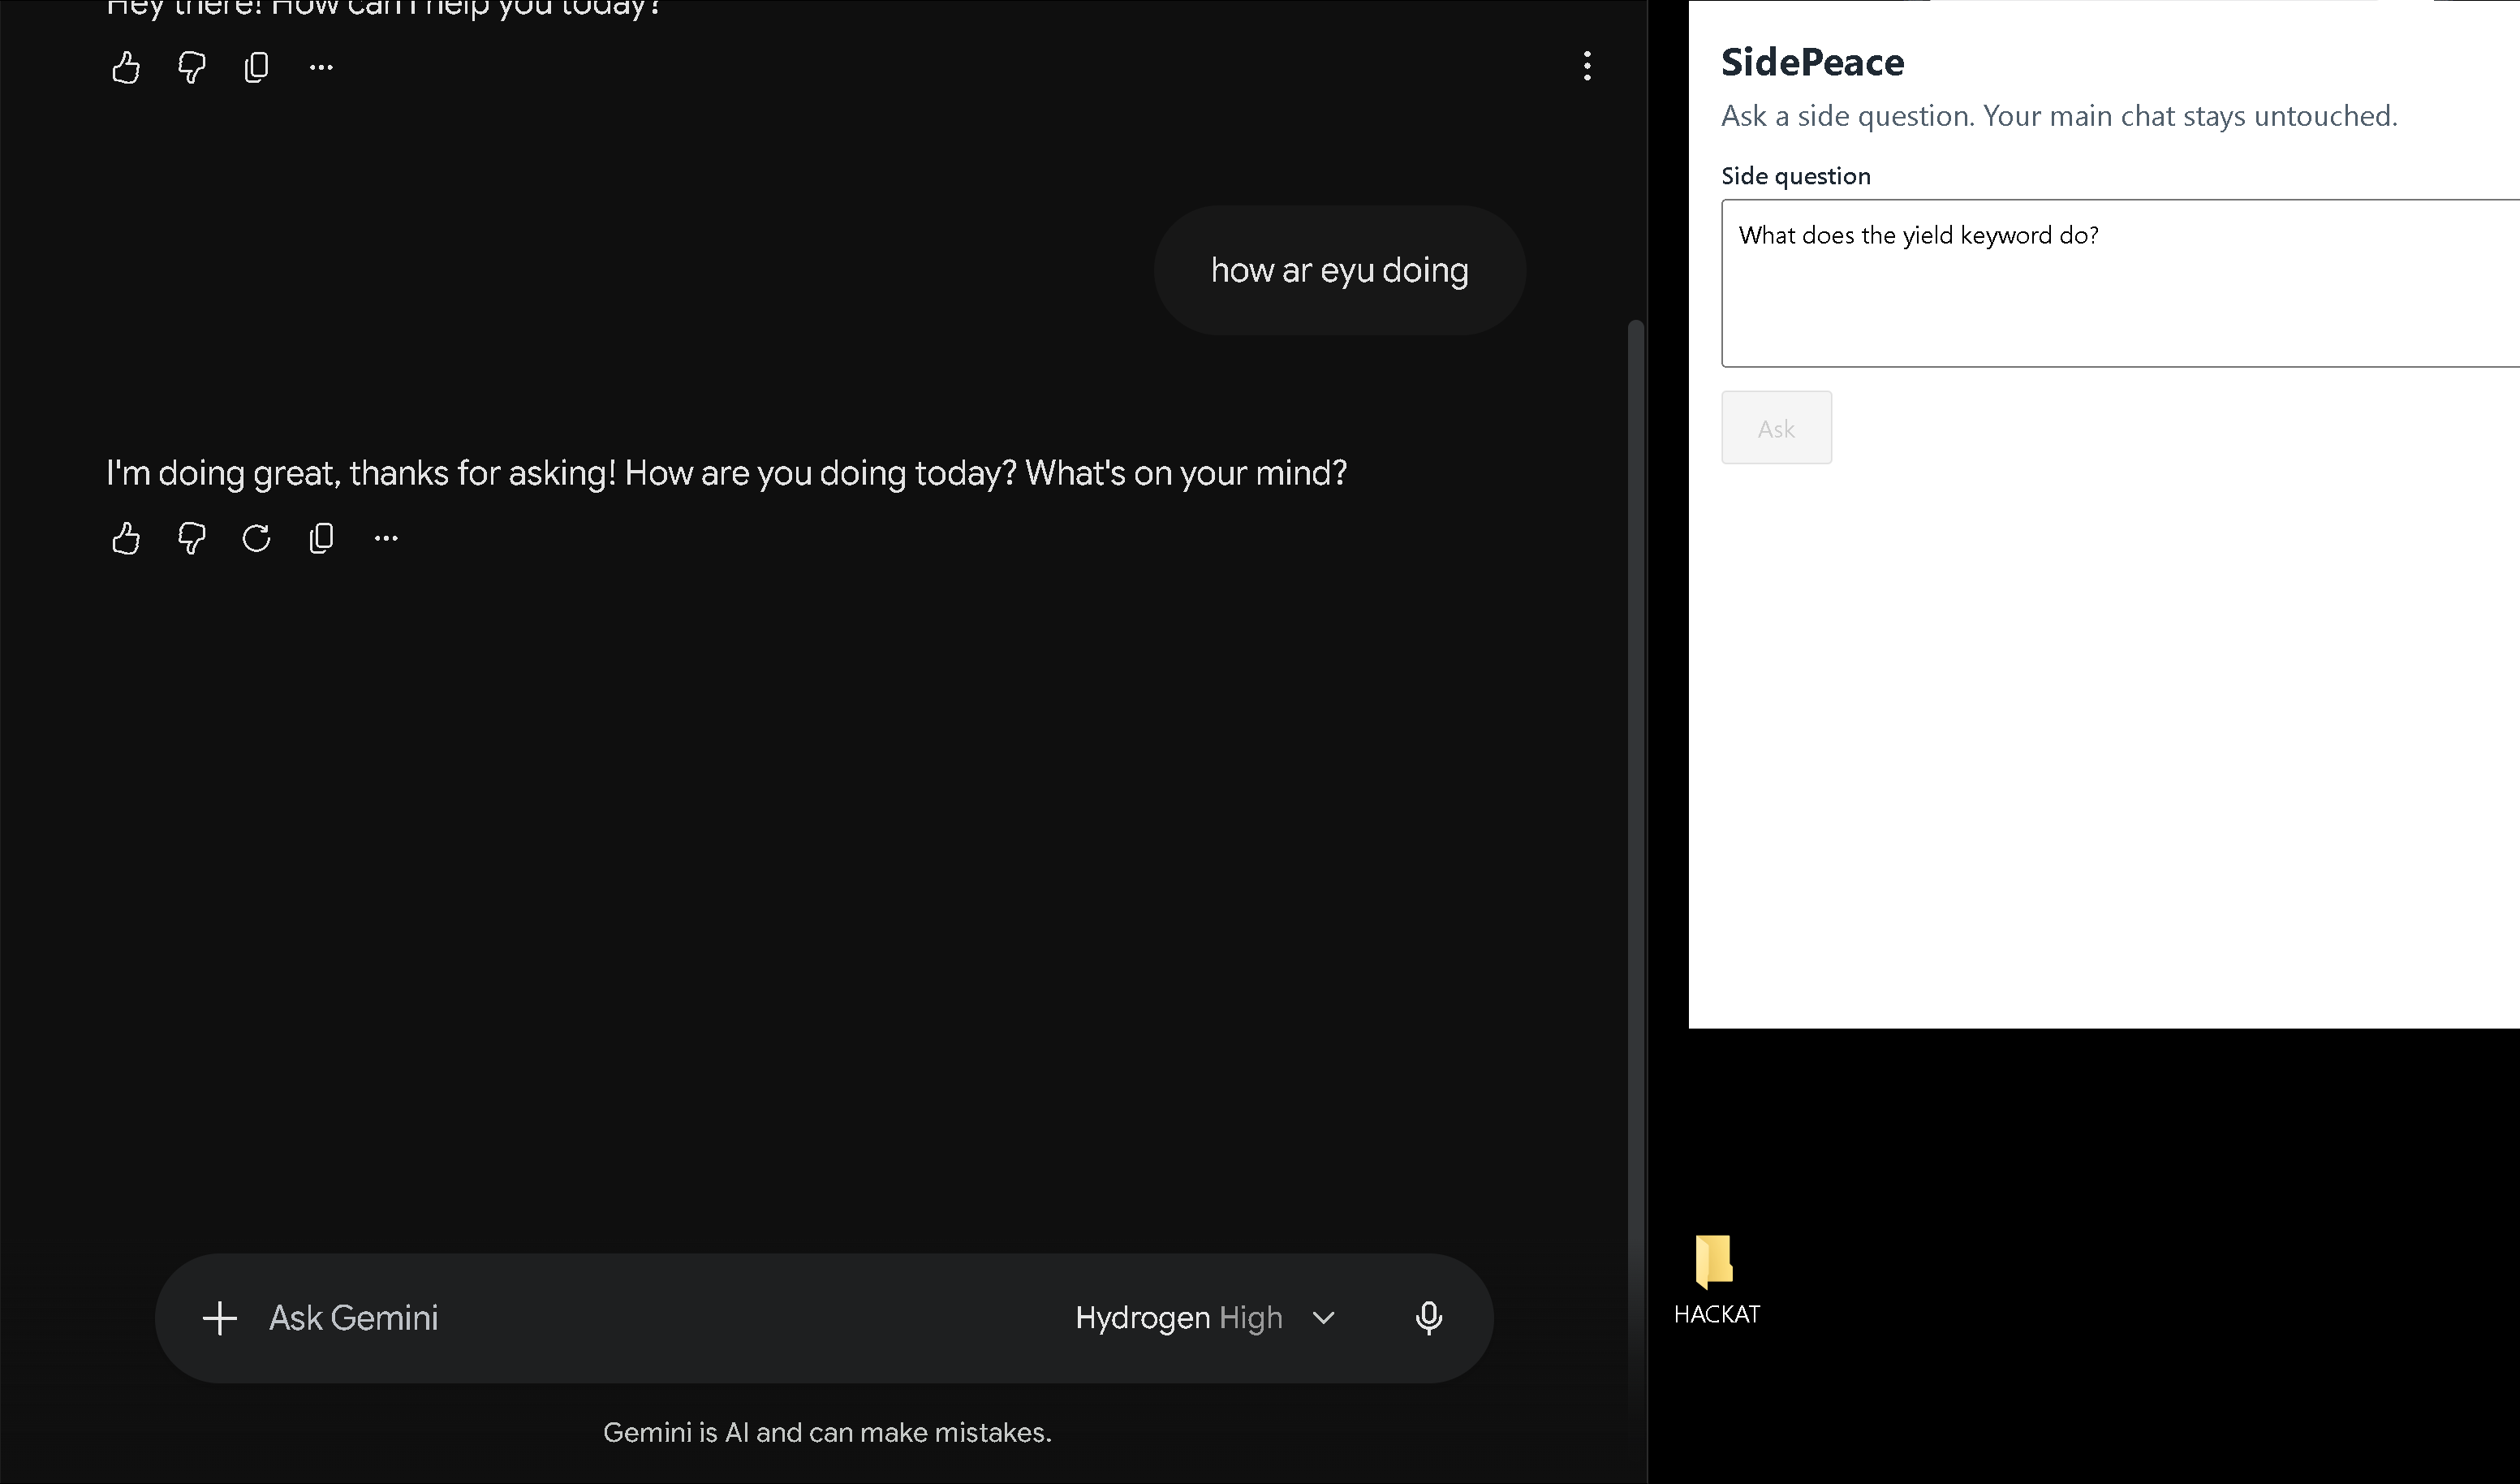 Hey there! How can I help you today?
how ar eyu doing
I'm doing great, thanks for asking! How are you doing today? What's on your mind?
Ask Gemini
Hydrogen High
Gemini is AI and can make mistakes.
SidePeace
Ask a side question. Your main chat stays untouched.
Side question
What does the yield keyword do?
Ask
HACKAT